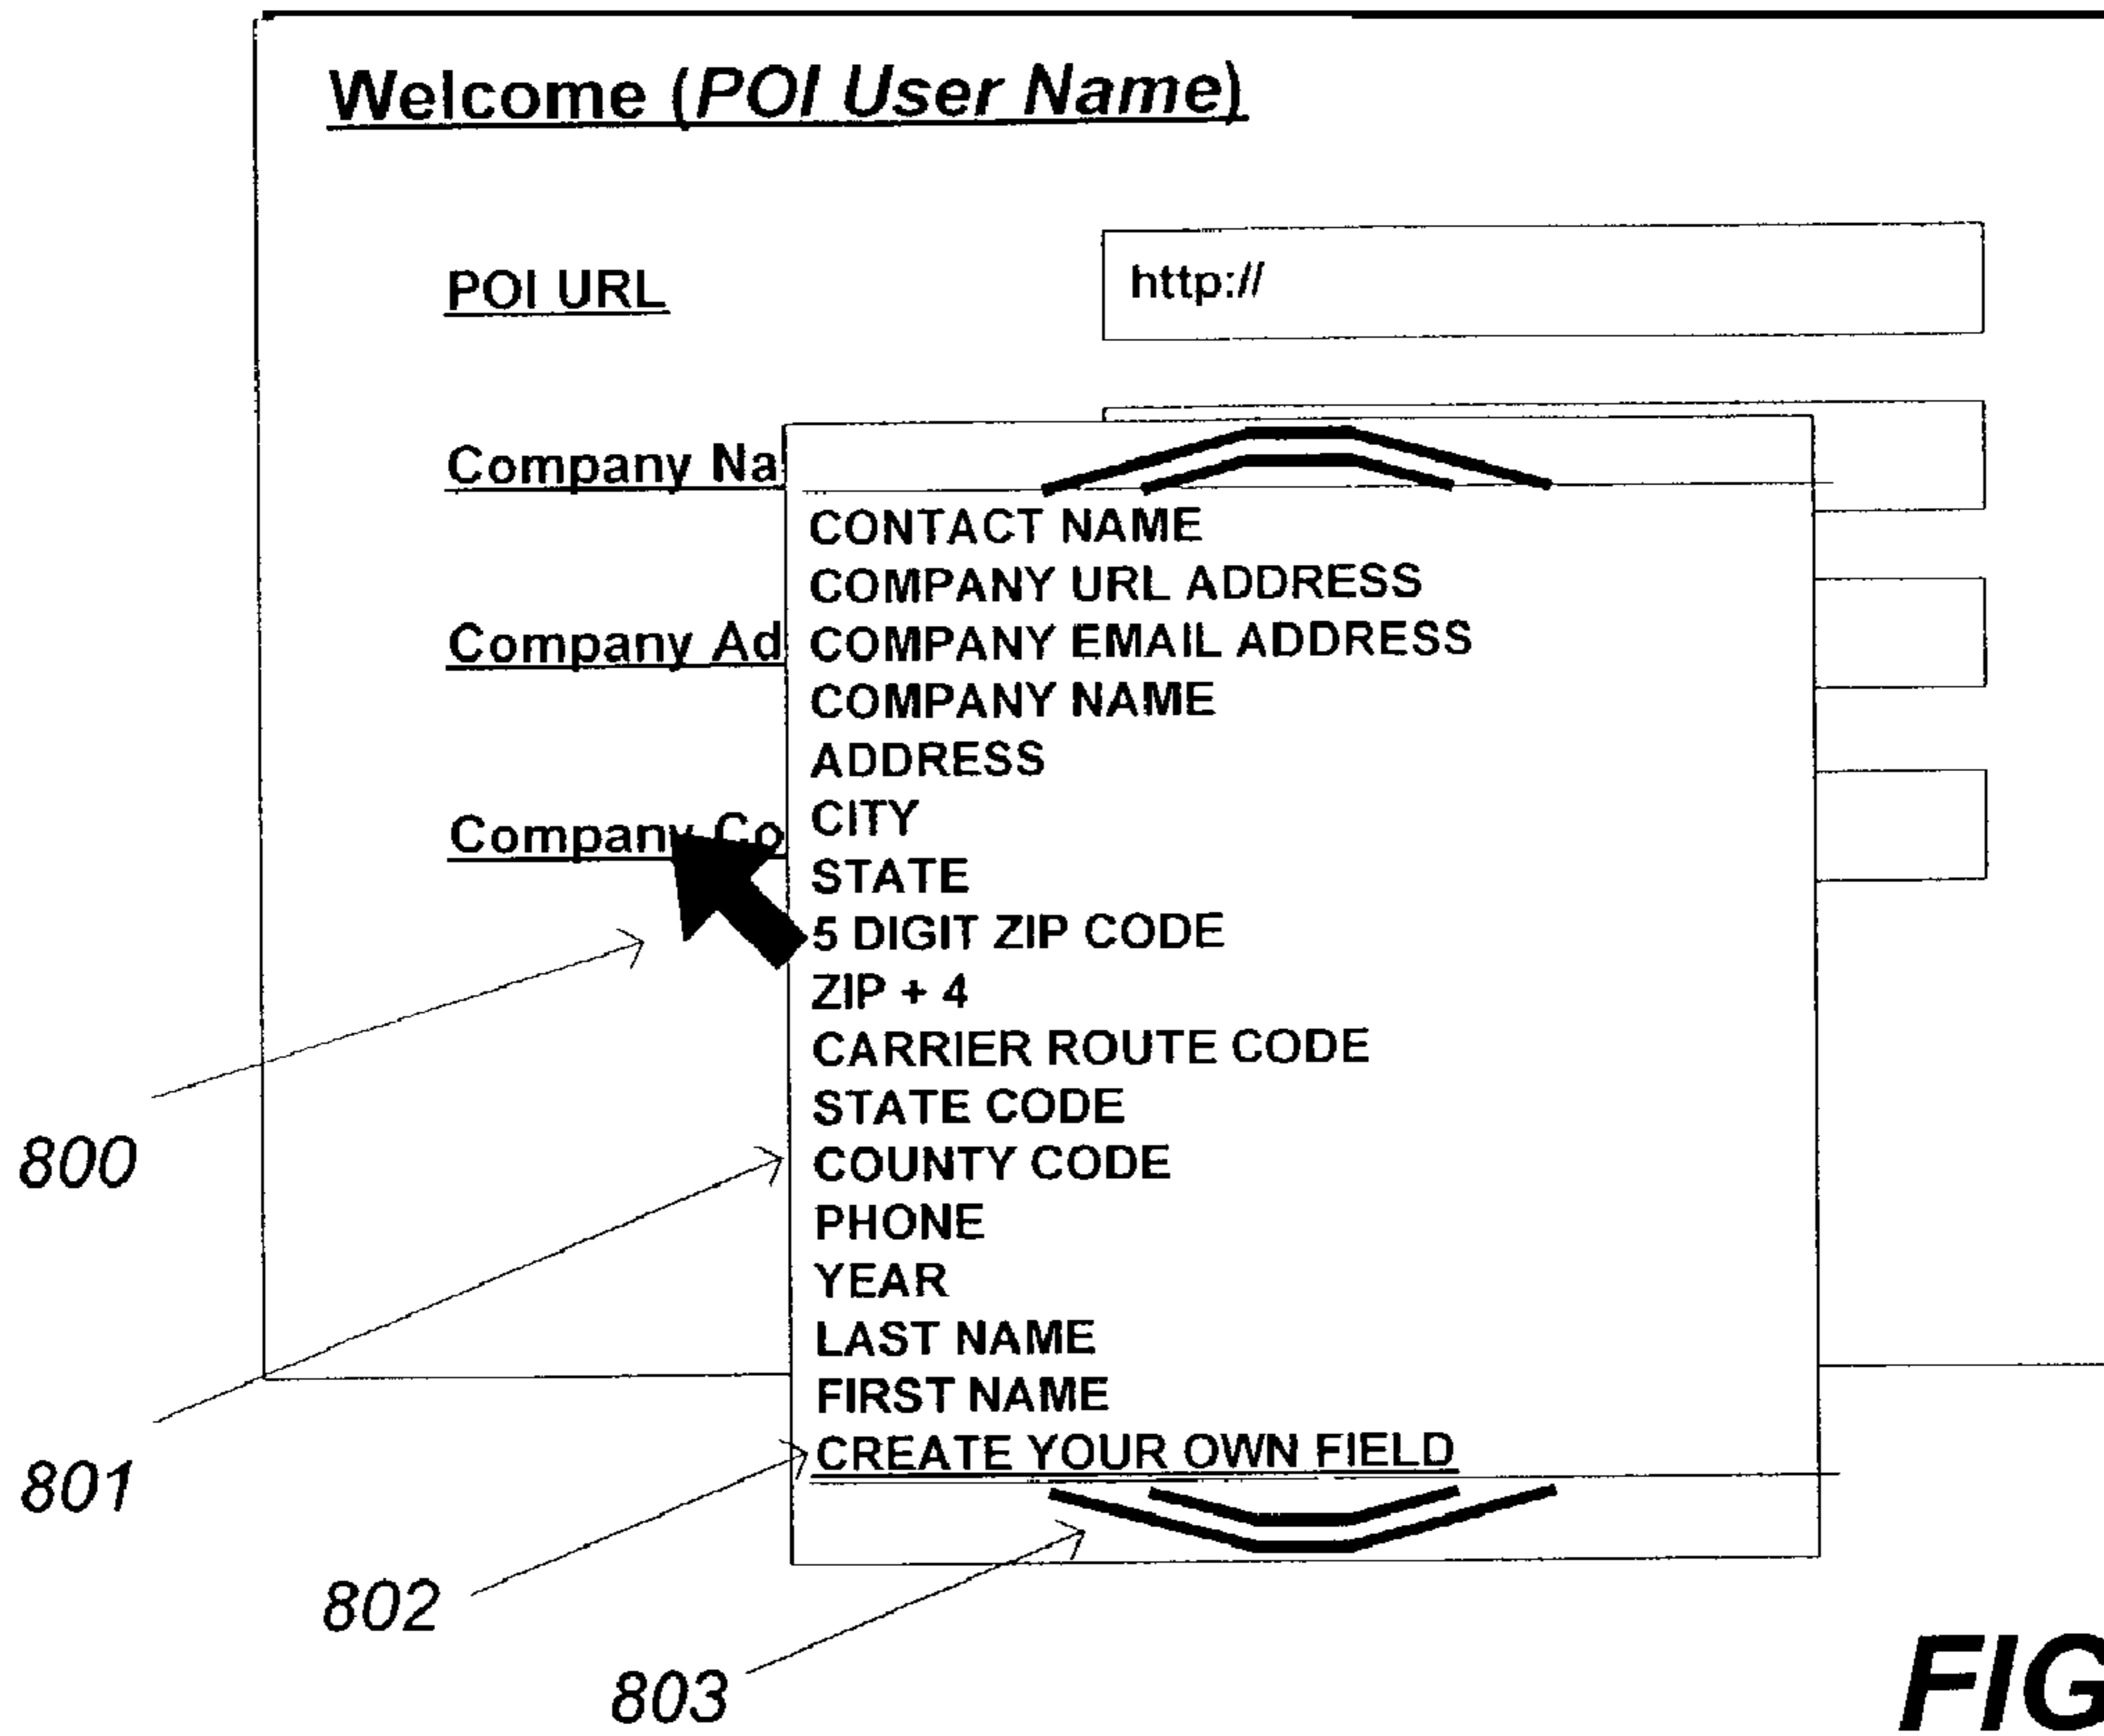 Welcome (POI User Name)
POI URL
http://
Company Na
Company Ad
Company Co
CONTACT NAME
COMPANY URL ADDRESS
COMPANY EMAIL ADDRESS
COMPANY NAME
ADDRESS
CITY
STATE
5 DIGIT ZIP CODE
ZIP + 4
CARRIER ROUTE CODE
STATE CODE
COUNTY CODE
PHONE
YEAR
LAST NAME
FIRST NAME
CREATE YOUR OWN FIELD
800
801
802
803
FIG